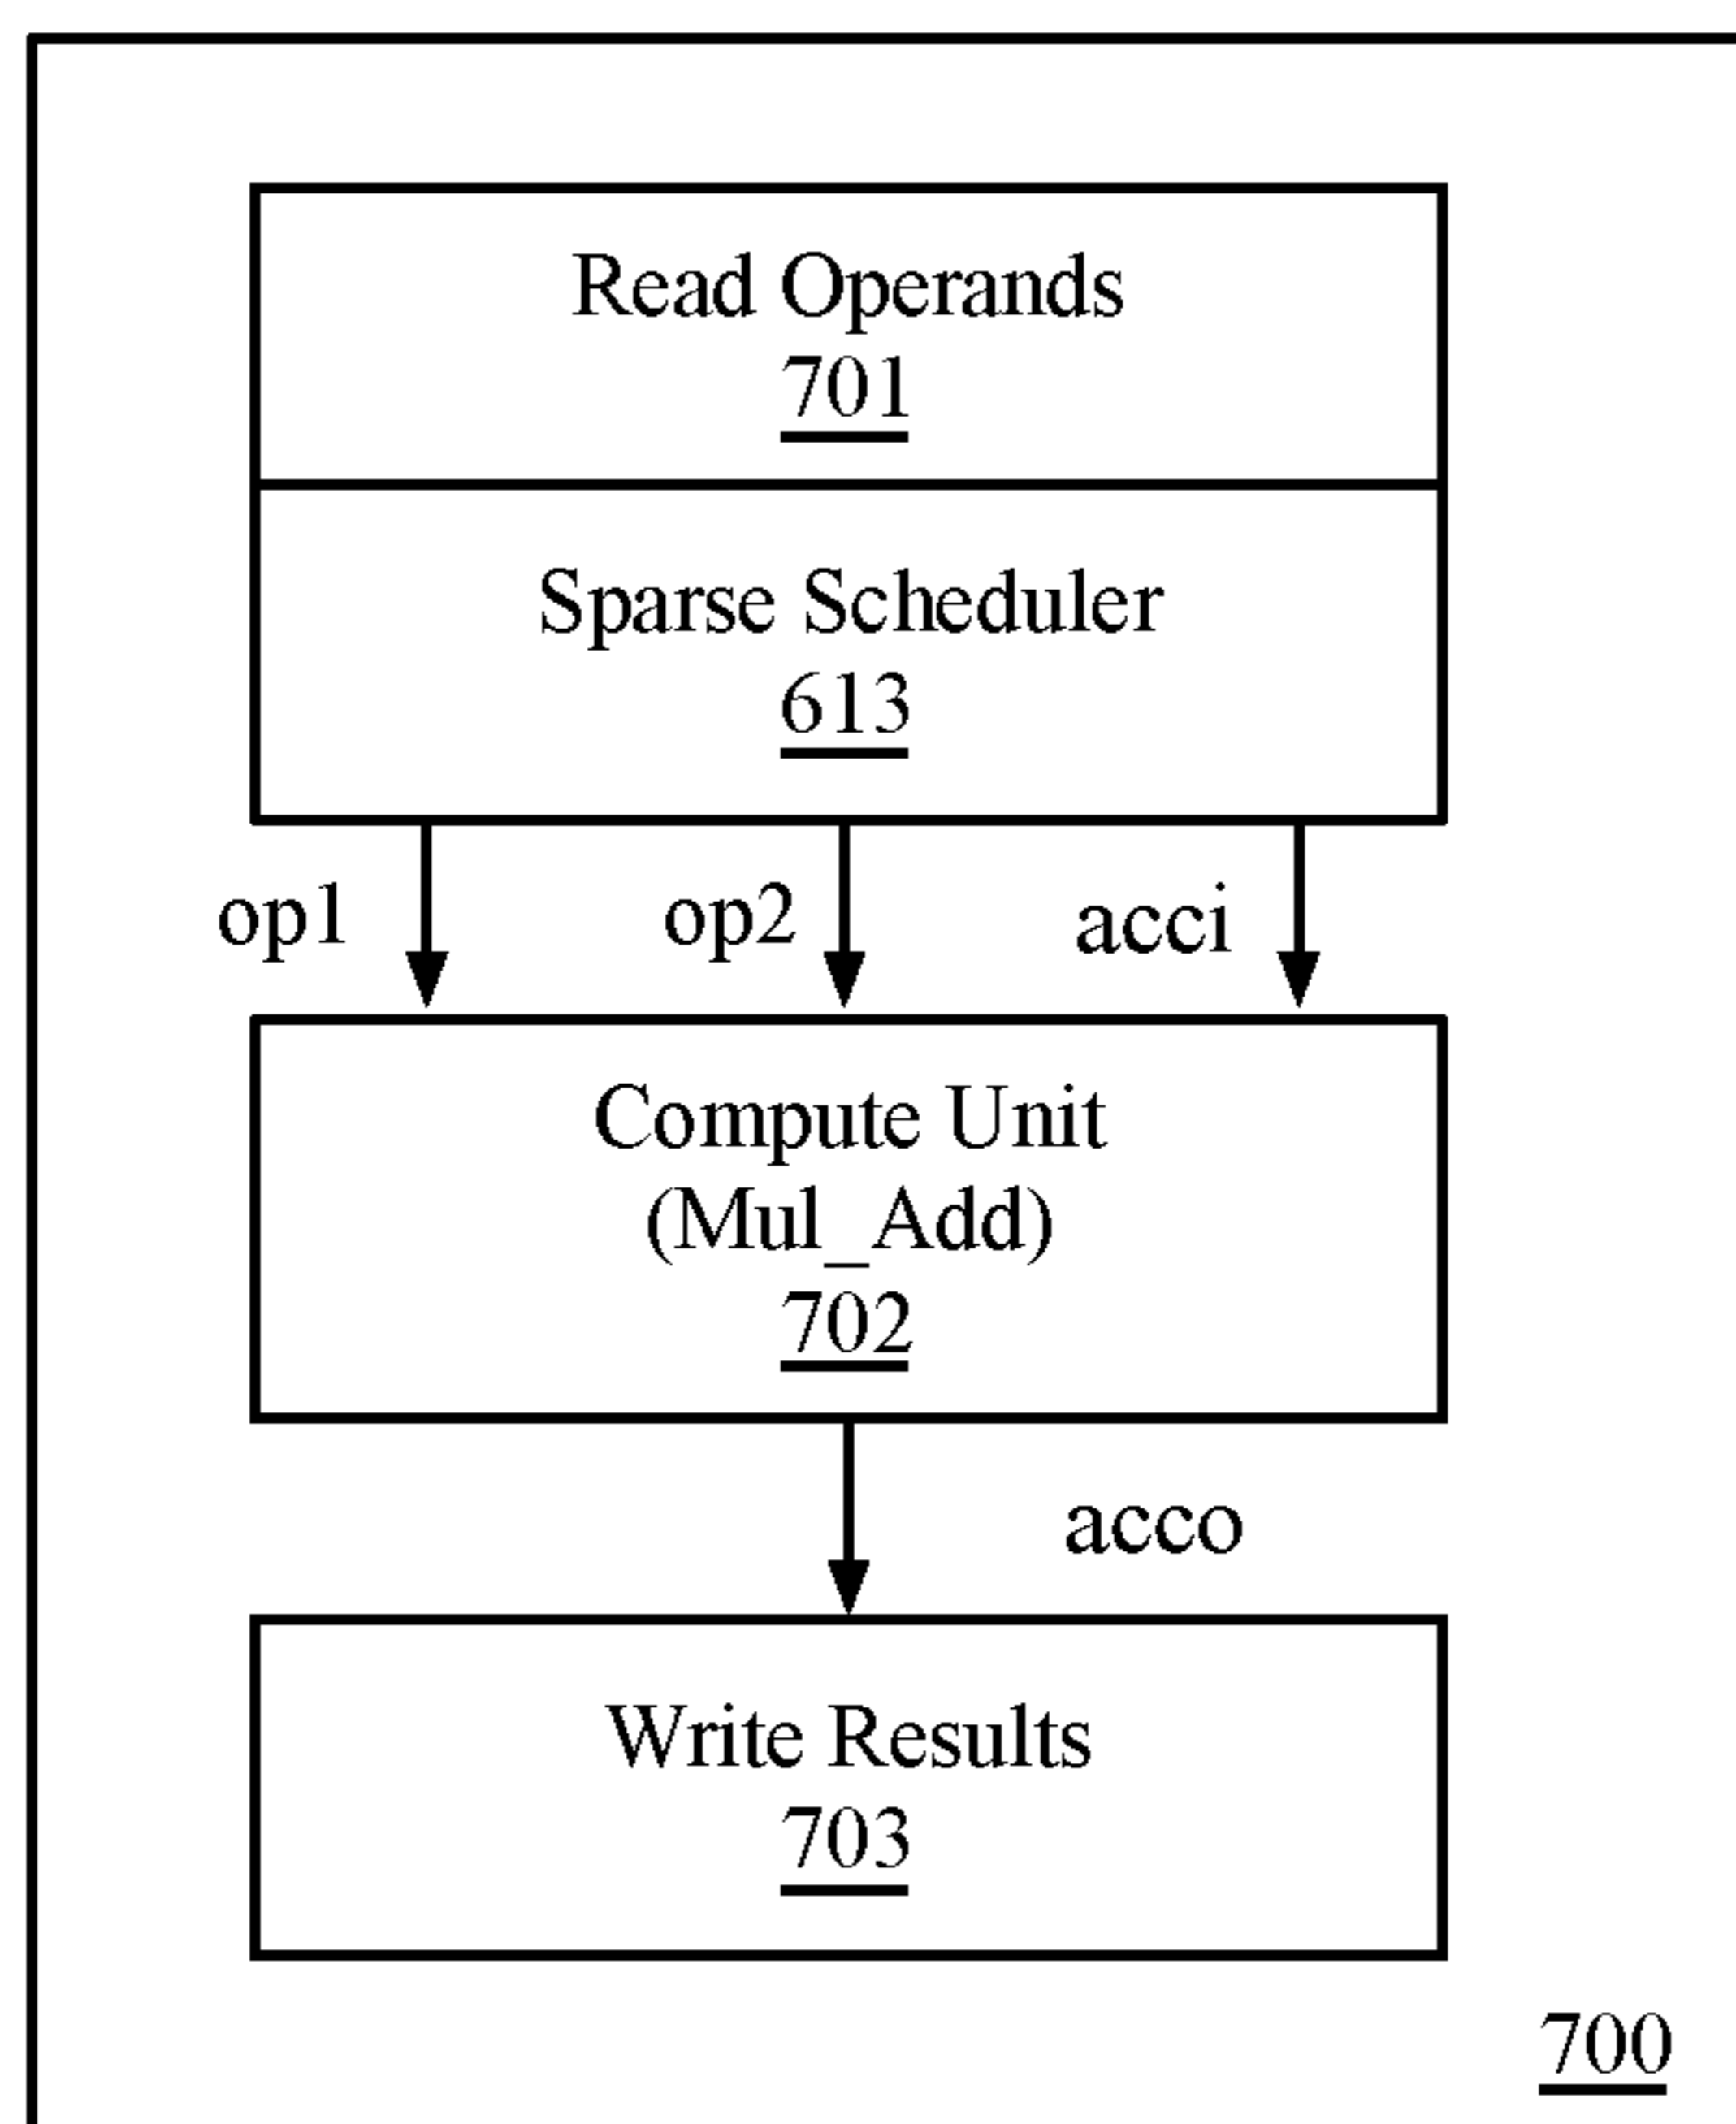 Read Operands
701
Sparse Scheduler
613
op1 op2 acci
Compute Unit
(Mul_Add)
702
acco
Write Results
703
700